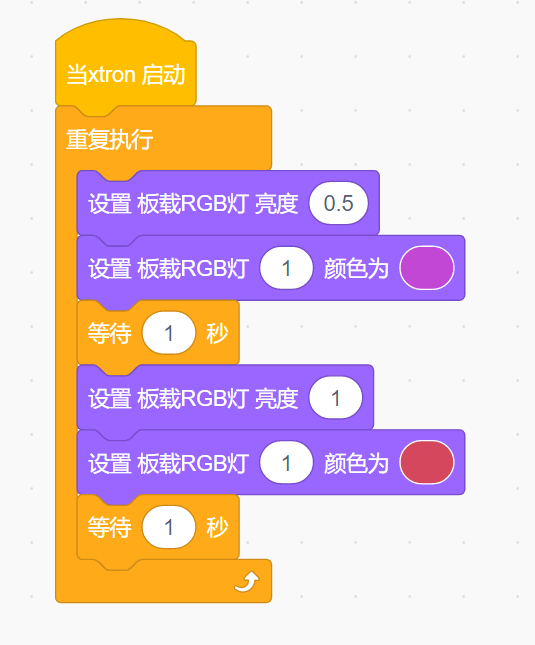 当xtron 启动
重复执行
设置 板载RGB灯 亮度 0.5
设置 板载RGB灯 1 颜色为
等待 1 秒
设置 板载RGB灯 亮度 1
设置 板载RGB灯 1 颜色为
等待 1 秒